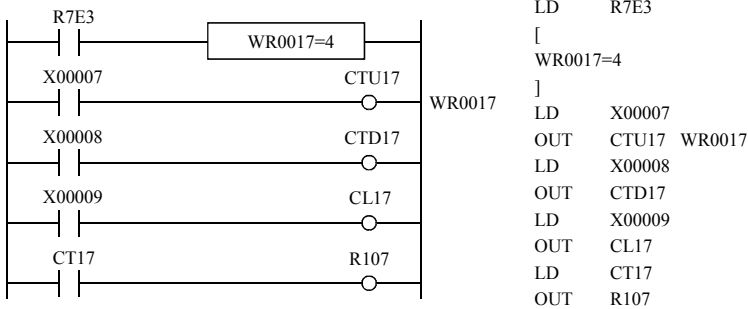 R7E3
WR0017=4
X00007 CTU17
WR0017
X00008 CTD17
X00009 CL17
CT17 R107
LD R7E3
[
WR0017=4
]
LD X00007
OUT CTU17 WR0017
LD X00008
OUT CTD17
LD X00009
OUT CL17
LD CT17
OUT R107